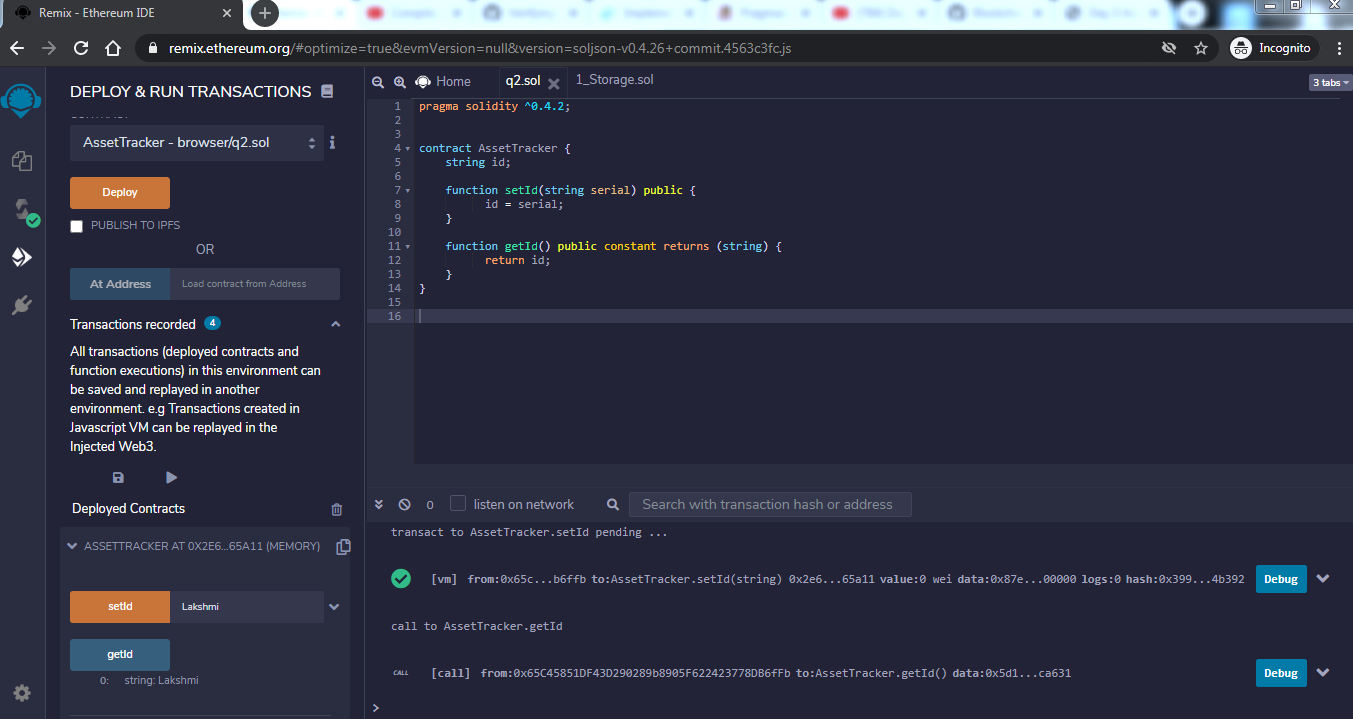 Remix - Ethereum IDE
remix.ethereum.org/#optimize=true&evmVersion=null&version=soljson-v0.4.26+commit.4563c3fc.js
Incognito
DEPLOY & RUN TRANSACTIONS
AssetTracker - browser/q2.sol
Deploy
PUBLISH TO IPFS
OR
At Address Load contract from Address
Transactions recorded 4
All transactions (deployed contracts and
function executions) in this environment can
be saved and replayed in another
environment. e.g Transactions created in
Javascript VM can be replayed in the
Injected Web3.
Deployed Contracts
ASSETTRACKER AT 0X2E6...65A11 (MEMORY)
setId Lakshmi
getId
0: string: Lakshmi
Home q2.sol 1_Storage.sol 3 tabs
1 pragma solidity ^0.4.2;
2
3
4 contract AssetTracker {
5 string id;
6
7 function setId(string serial) public {
8 id = serial;
9 }
10
11 function getId() public constant returns (string) {
12 return id;
13 }
14 }
15
16
0 listen on network Search with transaction hash or address
transact to AssetTracker.setId pending ...
[vm] from:0x65c...b6ffb to:AssetTracker.setId(string) 0x2e6...65a11 value:0 wei data:0x87e...00000 logs:0 hash:0x399...4b392 Debug
call to AssetTracker.getId
CALL [call] from:0x65C45851DF43D290289b8905F622423778DB6fFb to:AssetTracker.getId() data:0x5d1...ca631 Debug
>